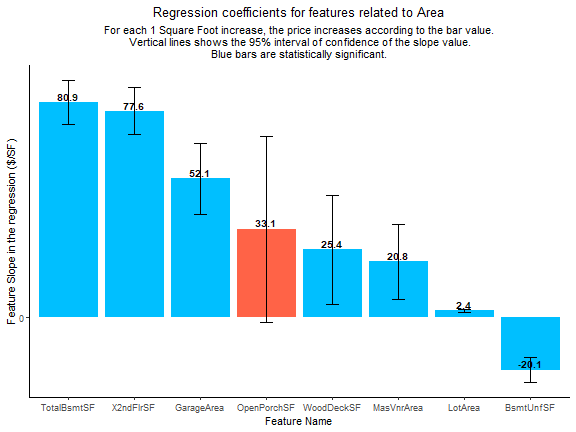 Regression coefficients for features related to Area
For each 1 Square Foot increase, the price increases according to the bar value.
Vertical lines shows the 95% interval of confidence of the slope value.
Blue bars are statistically significant.
Feature Slope in the regression ($/SF)
80.9
77.6
52.1
33.1
25.4
20.8
2.4
-20.1
0
TotalBsmtSF X2ndFlrSF GarageArea OpenPorchSF WoodDeckSF MasVnrArea LotArea BsmtUnfSF
Feature Name